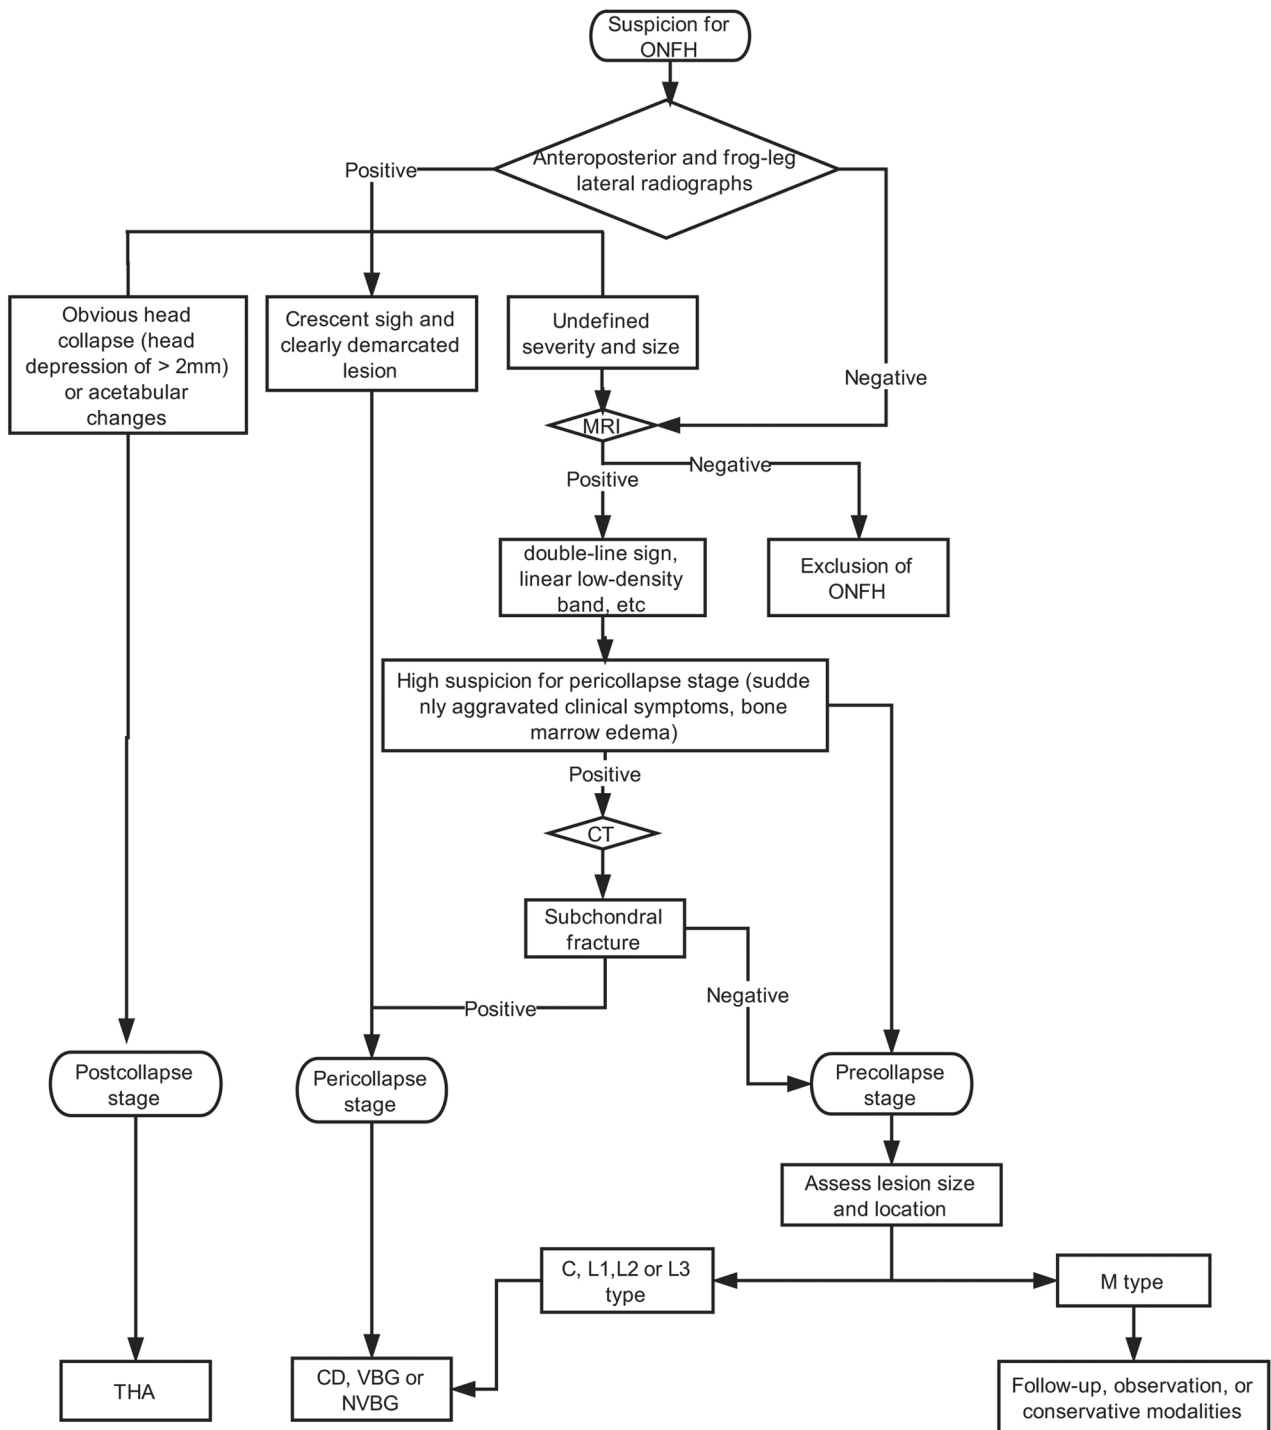 Suspicion for
ONFH
Anteroposterior and frog-leg
lateral radiographs
Positive
Obvious head
collapse (head
depression of > 2mm)
or acetabular
changes
Crescent sigh and
clearly demarcated
lesion
Undefined
severity and size
Negative
MRI
Negative
Positive
double-line sign,
linear low-density
band, etc
Exclusion of
ONFH
High suspicion for pericollapse stage (sudde
nly aggravated clinical symptoms, bone
marrow edema)
Positive
CT
Subchondral
fracture
Negative
Positive
Postcollapse
stage
Pericollapse
stage
Precollapse
stage
Assess lesion size
and location
C, L1,L2 or L3
type
M type
THA
CD, VBG or
NVBG
Follow-up, observation, or
conservative modalities